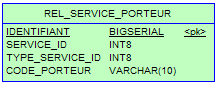 REL_SERVICE_PORTEUR
IDENTIFIANT BIGSERIAL <pk>
SERVICE_ID INT8
TYPE_SERVICE_ID INT8
CODE_PORTEUR VARCHAR(10)